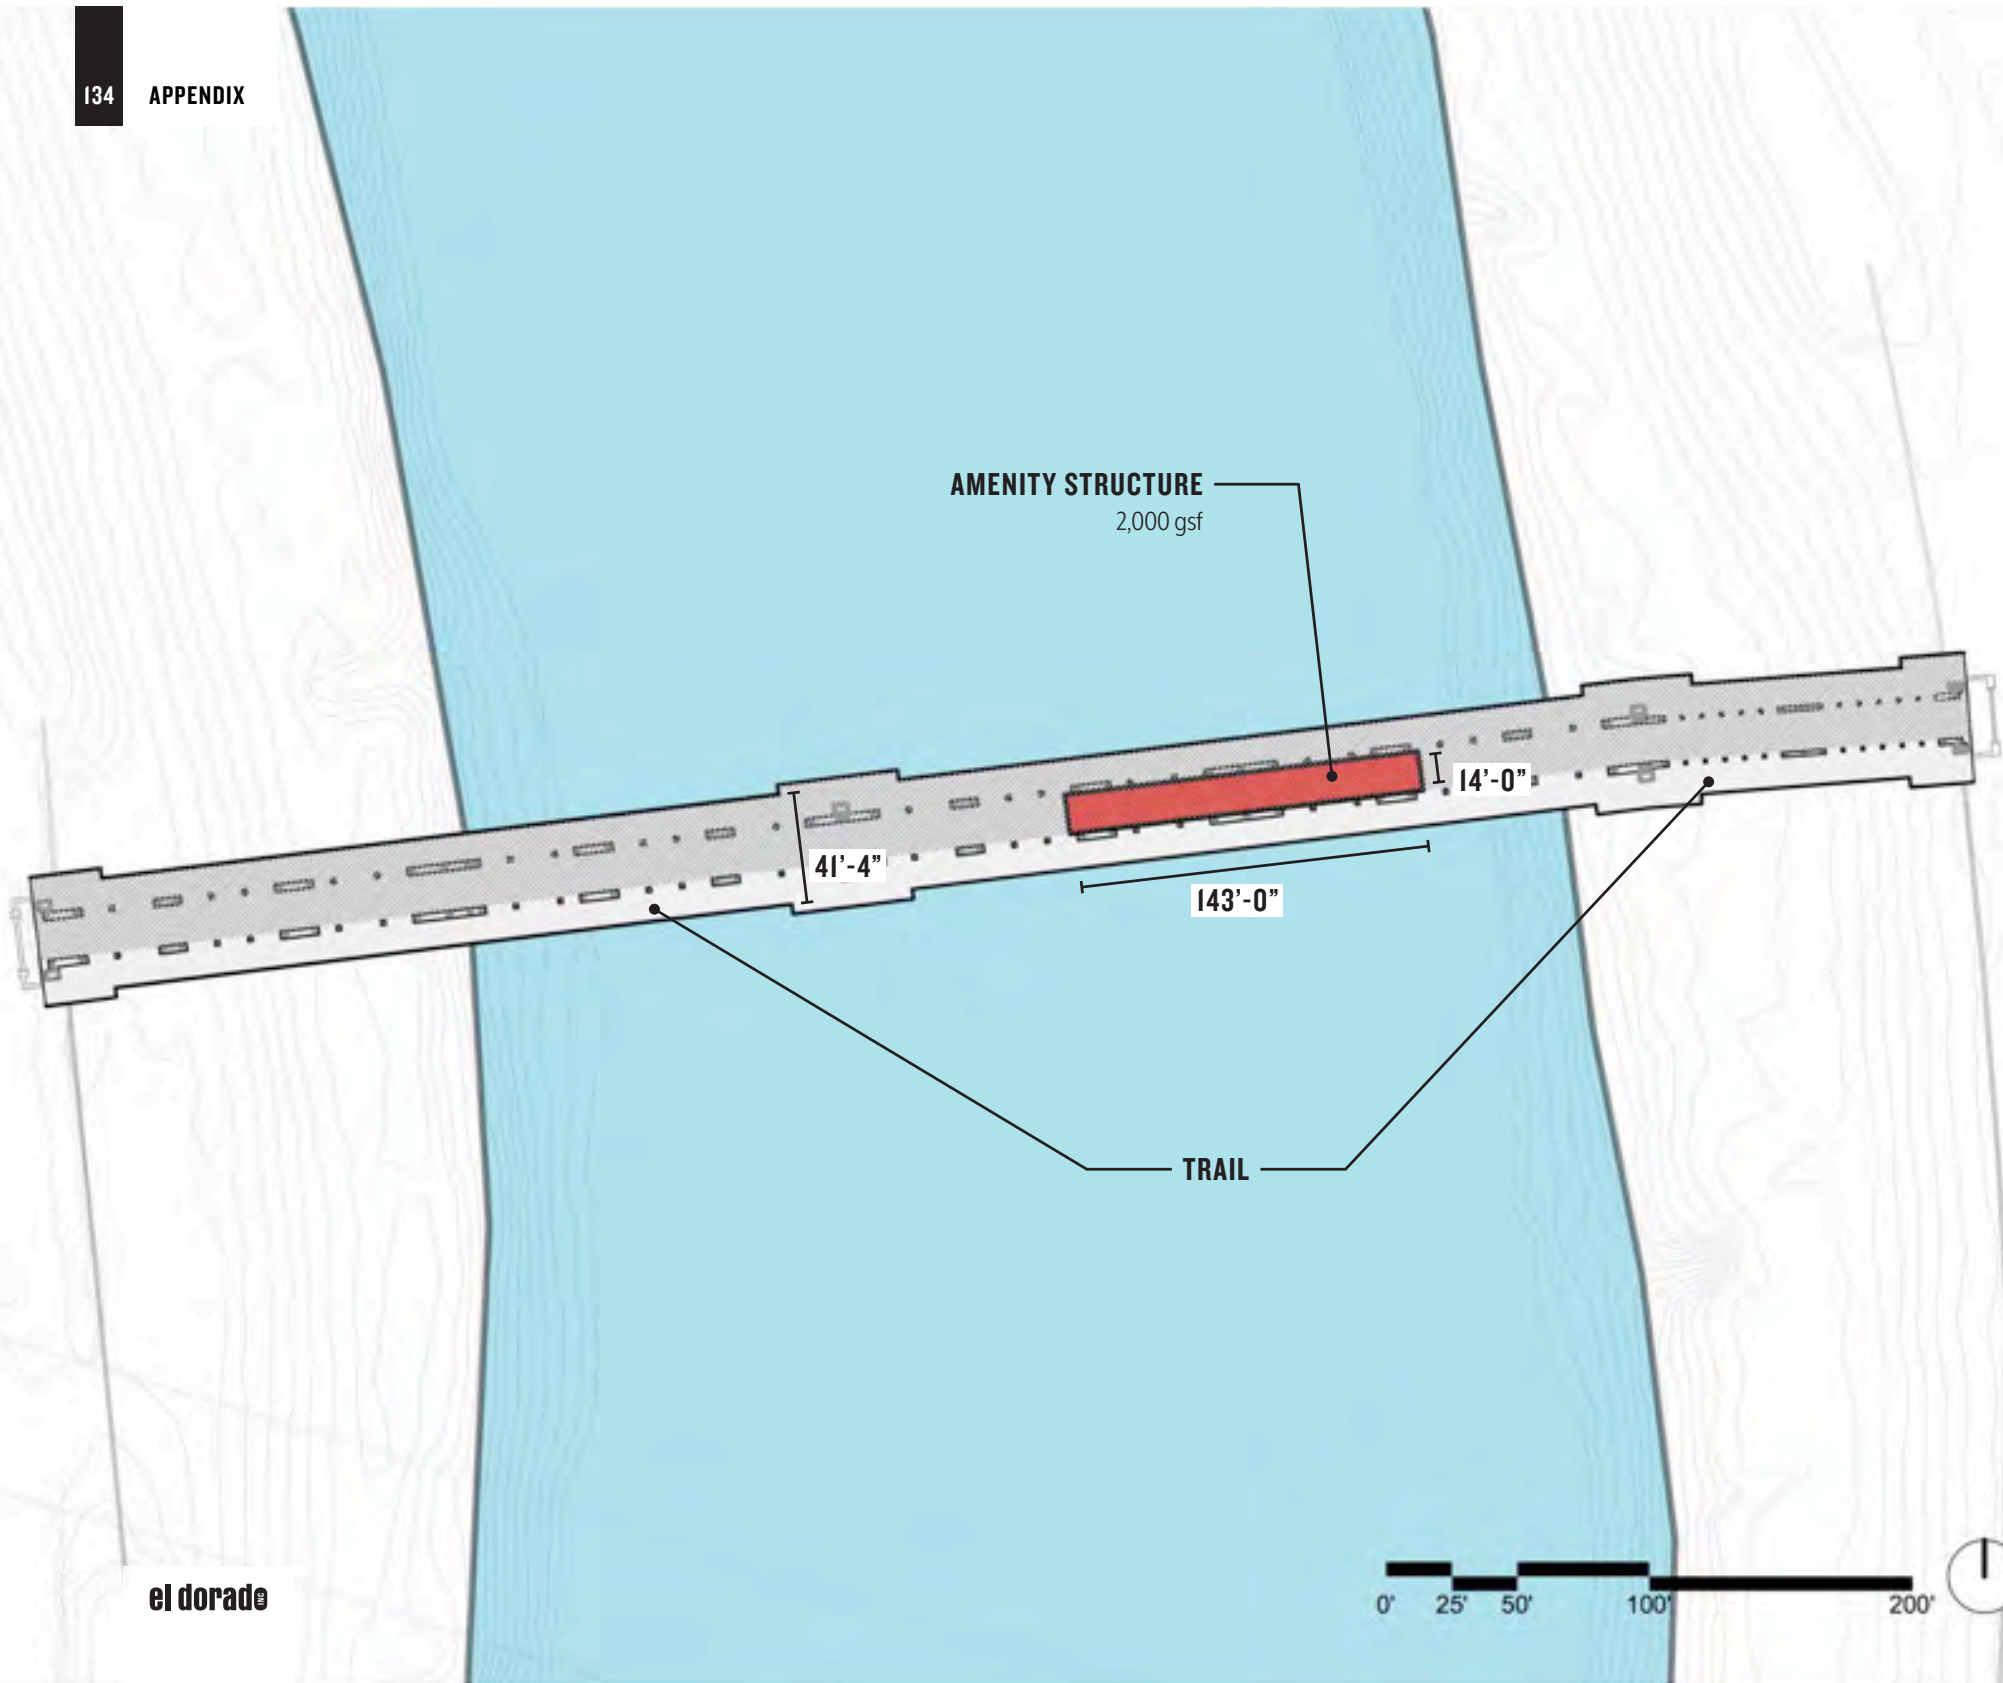 134 APPENDIX
AMENITY STRUCTURE
2,000 gsf
14’-0”
41’-4”
143’-0”
TRAIL
el dorado INC
0' 25' 50' 100' 200'